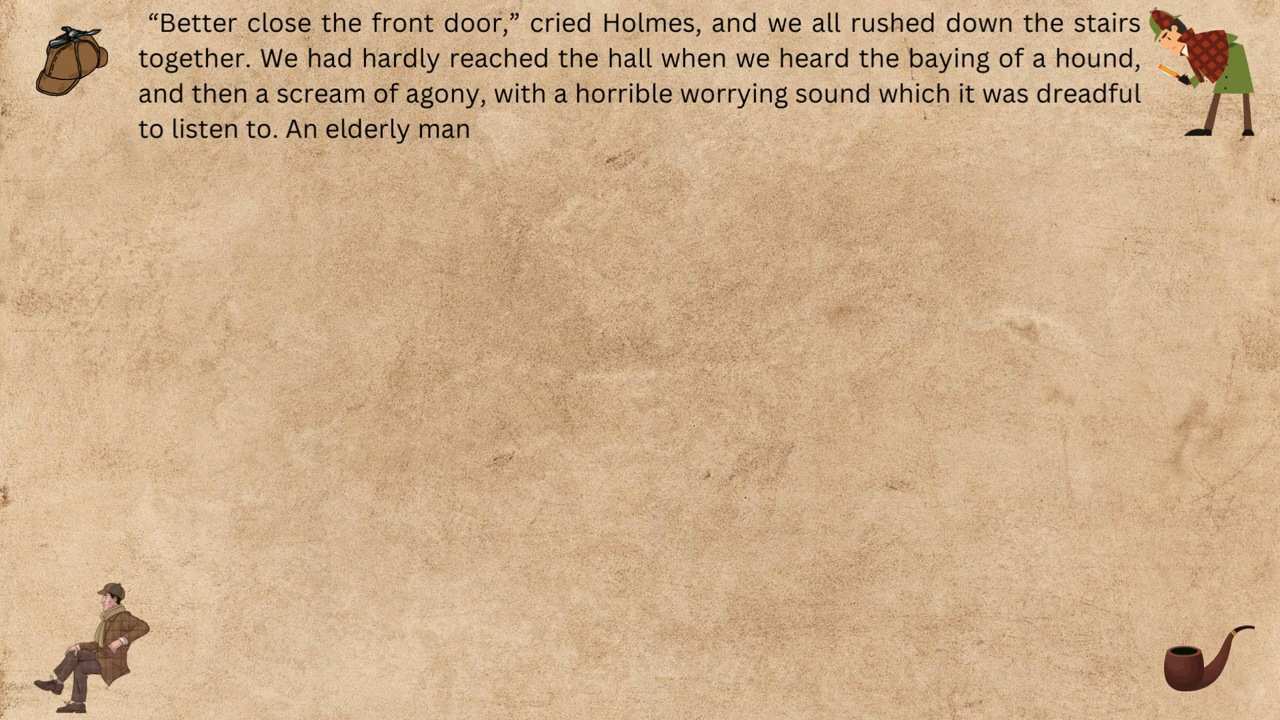 “Better close the front door,” cried Holmes, and we all rushed down the stairs
together. We had hardly reached the hall when we heard the baying of a hound,
and then a scream of agony, with a horrible worrying sound which it was dreadful
to listen to. An elderly man